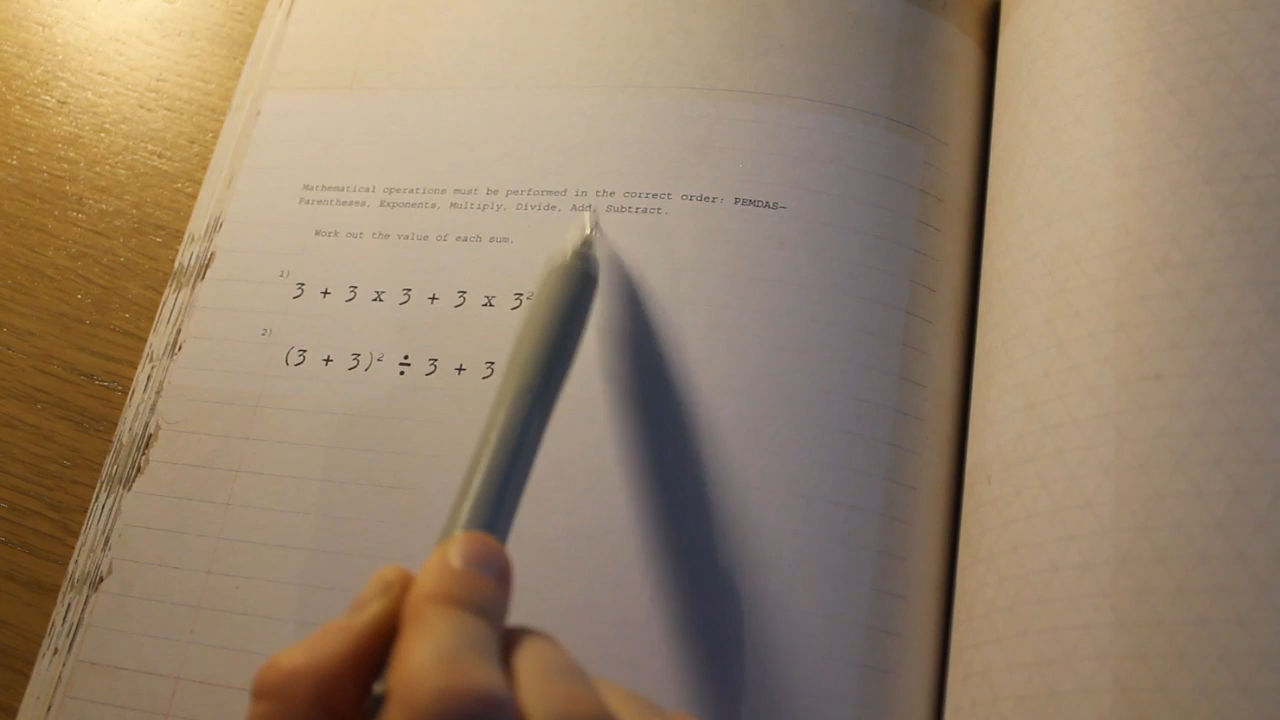 Mathematical operations must be performed in the correct order: PEMDAS—
Parentheses, Exponents, Multiply, Divide, Add, Subtract.
Work out the value of each sum.
1)
3 + 3 x 3 + 3 x 3²
2)
(3 + 3)² ÷ 3 + 3